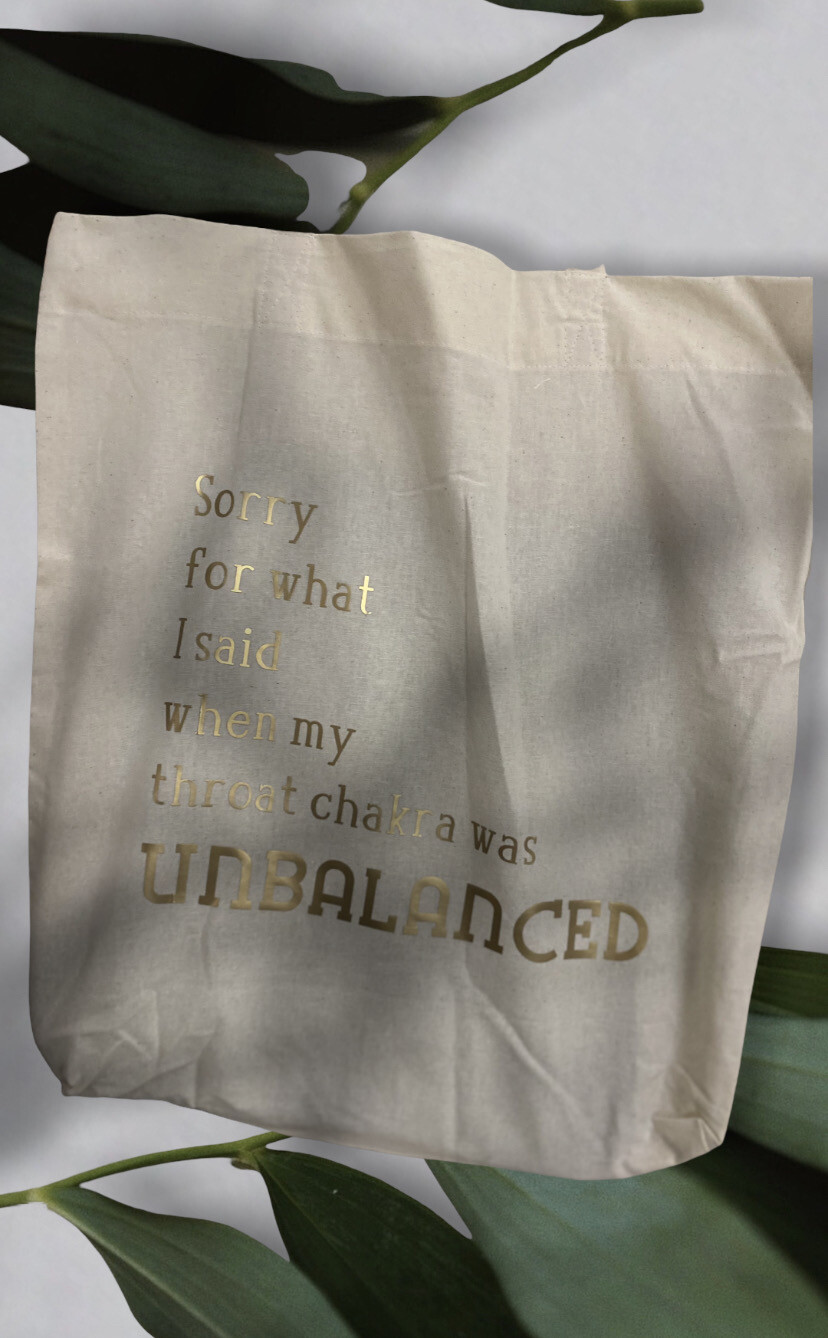 Sorry
for what
I said
when my
throat chakra was
UNBALANCED